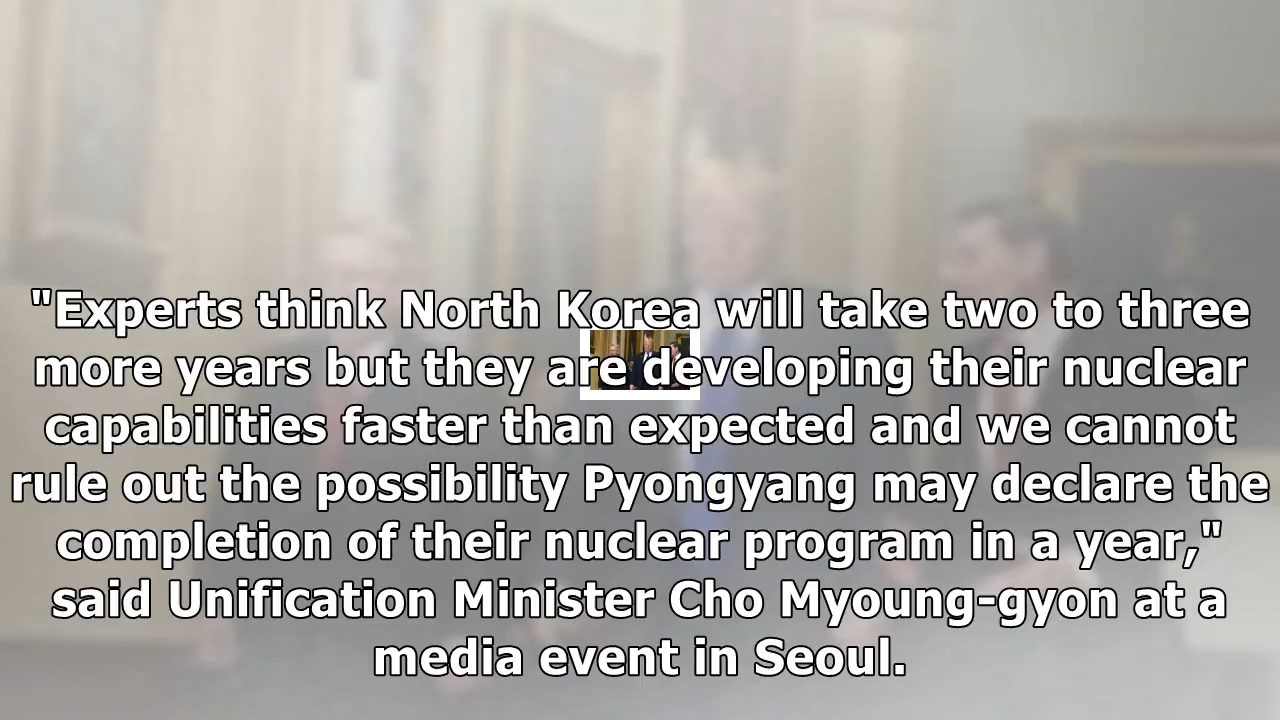 "Experts think North Korea will take two to three
more years but they are developing their nuclear
capabilities faster than expected and we cannot
rule out the possibility Pyongyang may declare the
completion of their nuclear program in a year,"
said Unification Minister Cho Myoung-gyon at a
media event in Seoul.